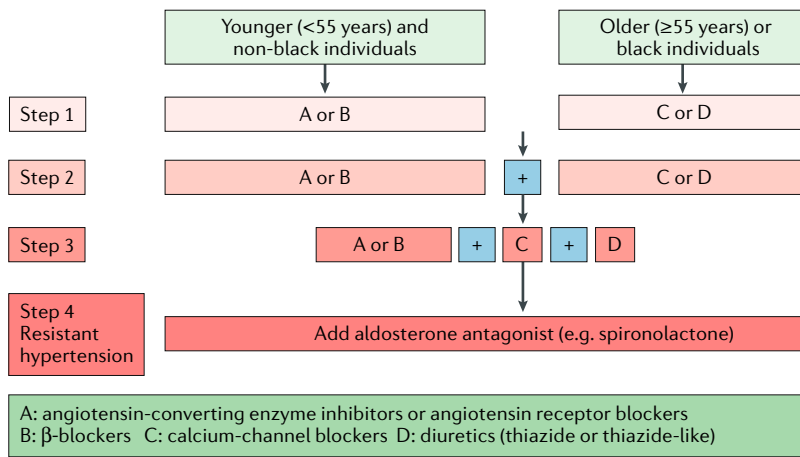 Younger (<55 years) and
non-black individuals
Older (≥55 years) or
black individuals
Step 1
A or B
C or D
Step 2
A or B
+
C or D
Step 3
A or B
+
C
+
D
Step 4
Resistant
hypertension
Add aldosterone antagonist (e.g. spironolactone)
A: angiotensin-converting enzyme inhibitors or angiotensin receptor blockers
B: β-blockers C: calcium-channel blockers D: diuretics (thiazide or thiazide-like)